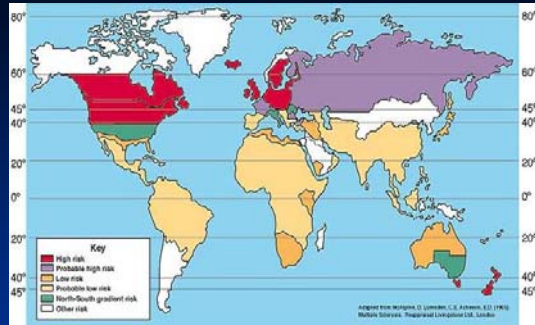 80° 80°
60° 60°
45° 45°
40° 40°
20° 20°
0° 0°
20° 20°
40° 40°
45° 45°
Key
High risk
Probable high risk
Low risk
Probable low risk
North-South gradient risk
Other risk
Adapted from McAlpine, D. Lumsden, C.E. Acheson, E.D. (1965)
Multiple Sclerosis. Reappraisal Livingstone Ltd. London